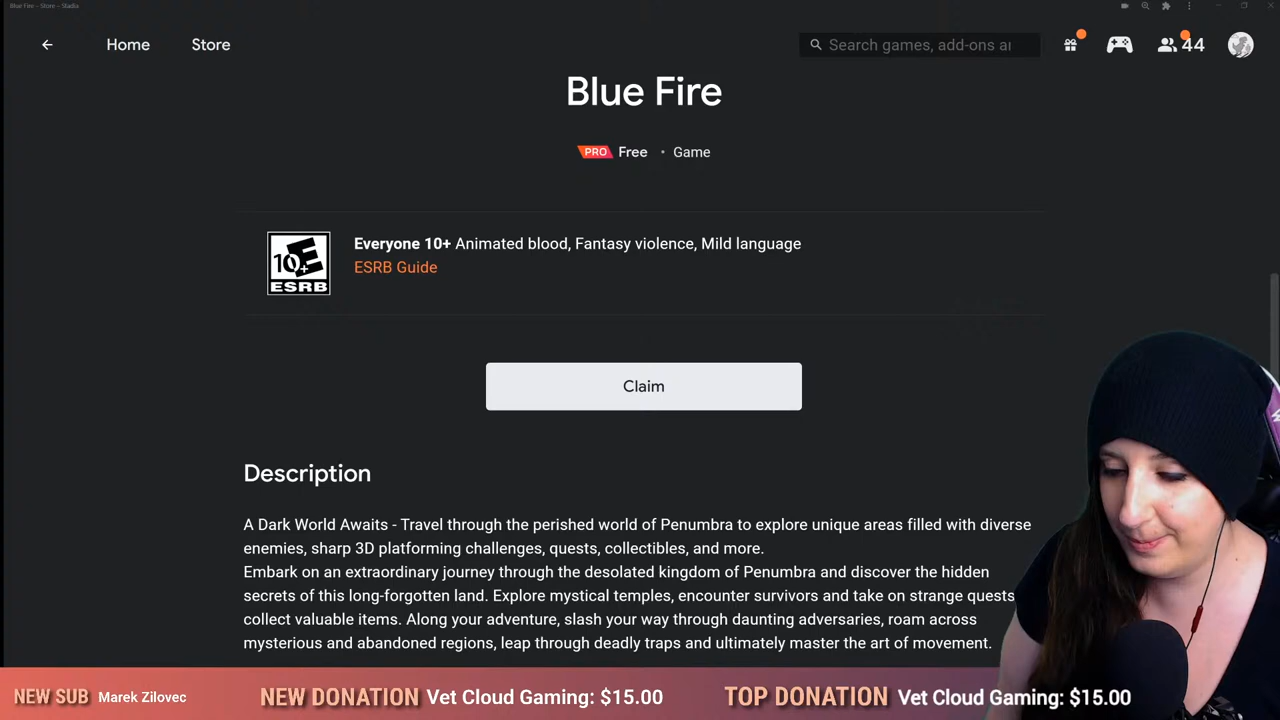 Blue Fire – Store – Stadia
Home
Store
Search games, add-ons ar
44
Blue Fire
PRO Free • Game
10+ E
ESRB
Everyone 10+ Animated blood, Fantasy violence, Mild language
ESRB Guide
Claim
Description
A Dark World Awaits - Travel through the perished world of Penumbra to explore unique areas filled with diverse
enemies, sharp 3D platforming challenges, quests, collectibles, and more.
Embark on an extraordinary journey through the desolated kingdom of Penumbra and discover the hidden
secrets of this long-forgotten land. Explore mystical temples, encounter survivors and take on strange quests
collect valuable items. Along your adventure, slash your way through daunting adversaries, roam across
mysterious and abandoned regions, leap through deadly traps and ultimately master the art of movement.
NEW SUB Marek Zilovec
NEW DONATION Vet Cloud Gaming: $15.00
TOP DONATION Vet Cloud Gaming: $15.00